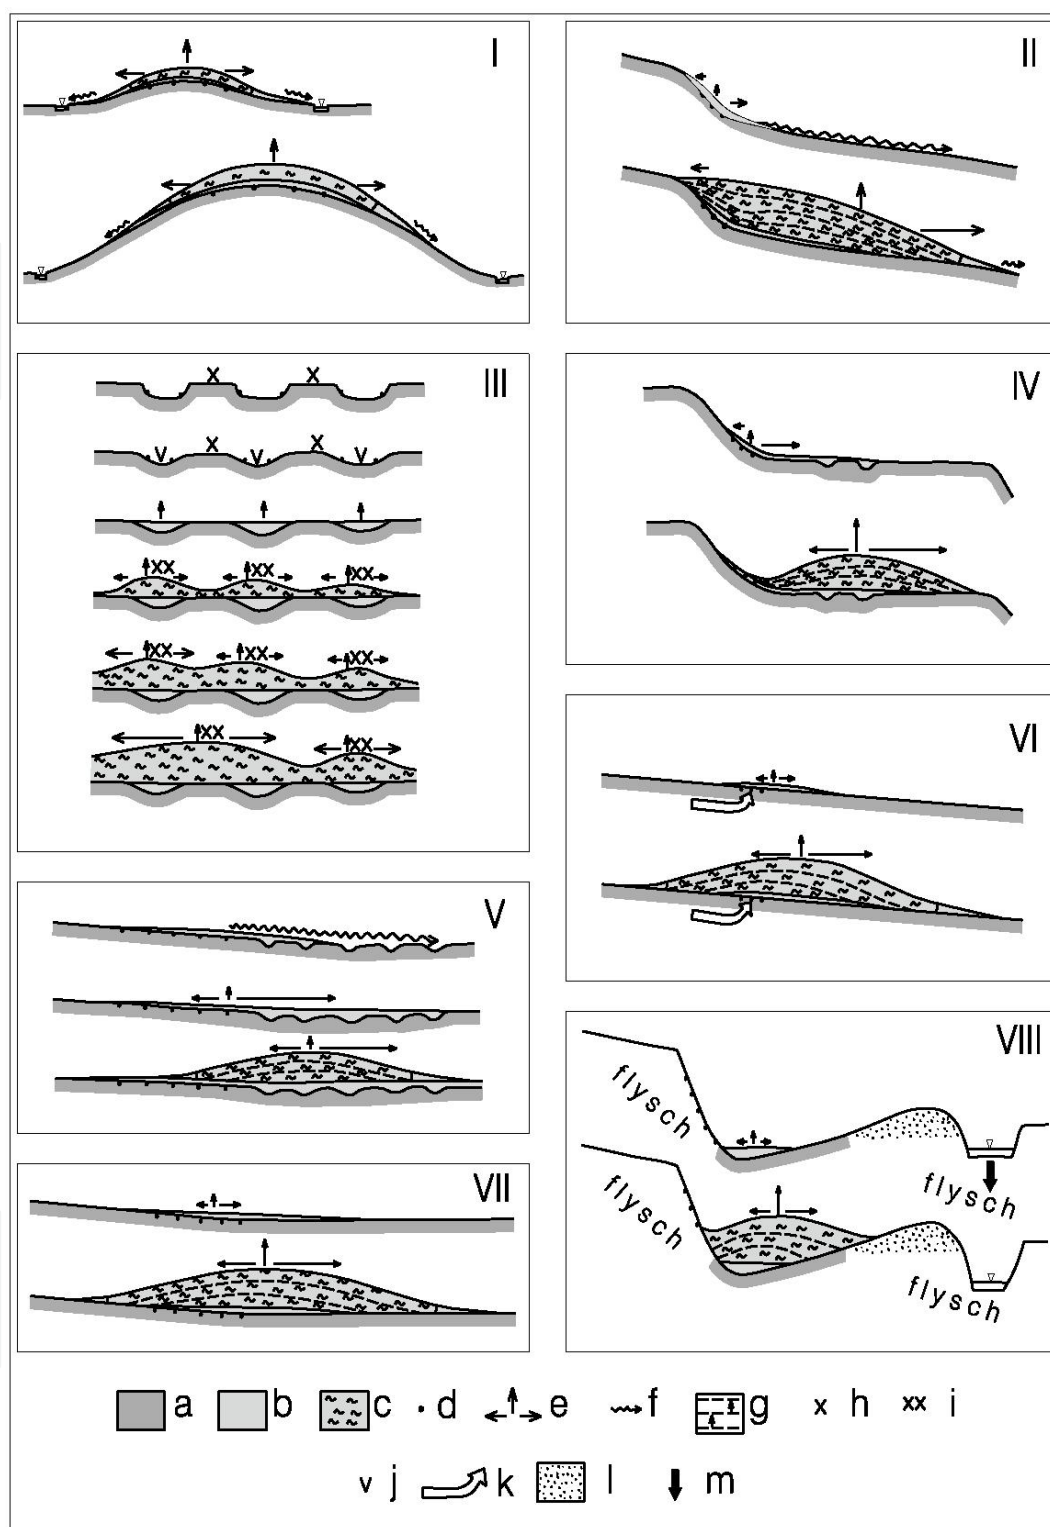 I
II
x x
III
x x
v v v
xx xx xx
xx xx xx
xx xx
IV
VI
V
VIII
flysch
flysch
flysch
flysch
VII
a b c d e f g x h xx i
v j k l m